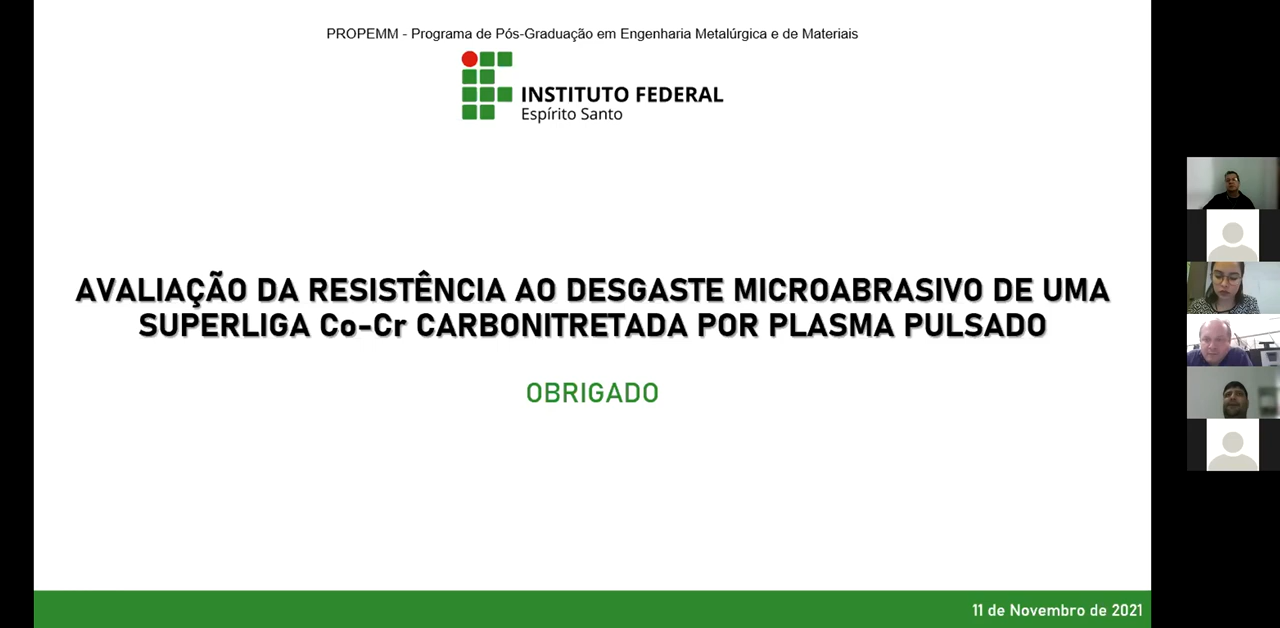 PROPEMM - Programa de Pós-Graduação em Engenharia Metalúrgica e de Materiais
INSTITUTO FEDERAL
Espírito Santo
AVALIAÇÃO DA RESISTÊNCIA AO DESGASTE MICROABRASIVO DE UMA
SUPERLIGA Co-Cr CARBONITRETADA POR PLASMA PULSADO
OBRIGADO
11 de Novembro de 2021